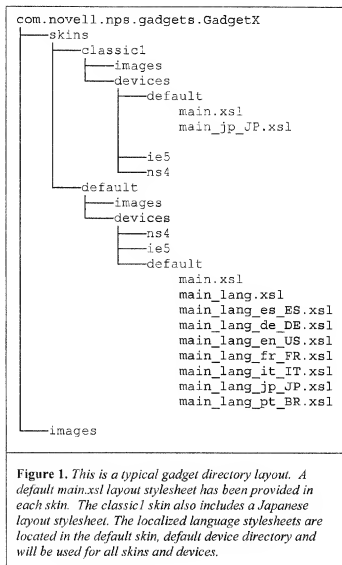 com.novell.nps.gadgets.GadgetX
skins
classic1
images
devices
default
main.xsl
main_jp_JP.xsl
ie5
ns4
default
images
devices
ns4
ie5
default
main.xsl
main_lang.xsl
main_lang_es_ES.xsl
main_lang_de_DE.xsl
main_lang_en_US.xsl
main_lang_fr_FR.xsl
main_lang_it_IT.xsl
main_lang_jp_JP.xsl
main_lang_pt_BR.xsl
images
Figure 1. This is a typical gadget directory layout. A
default main.xsl layout stylesheet has been provided in
each skin. The classic1 skin also includes a Japanese
layout stylesheet. The localized language stylesheets are
located in the default skin, default device directory and
will be used for all skins and devices.